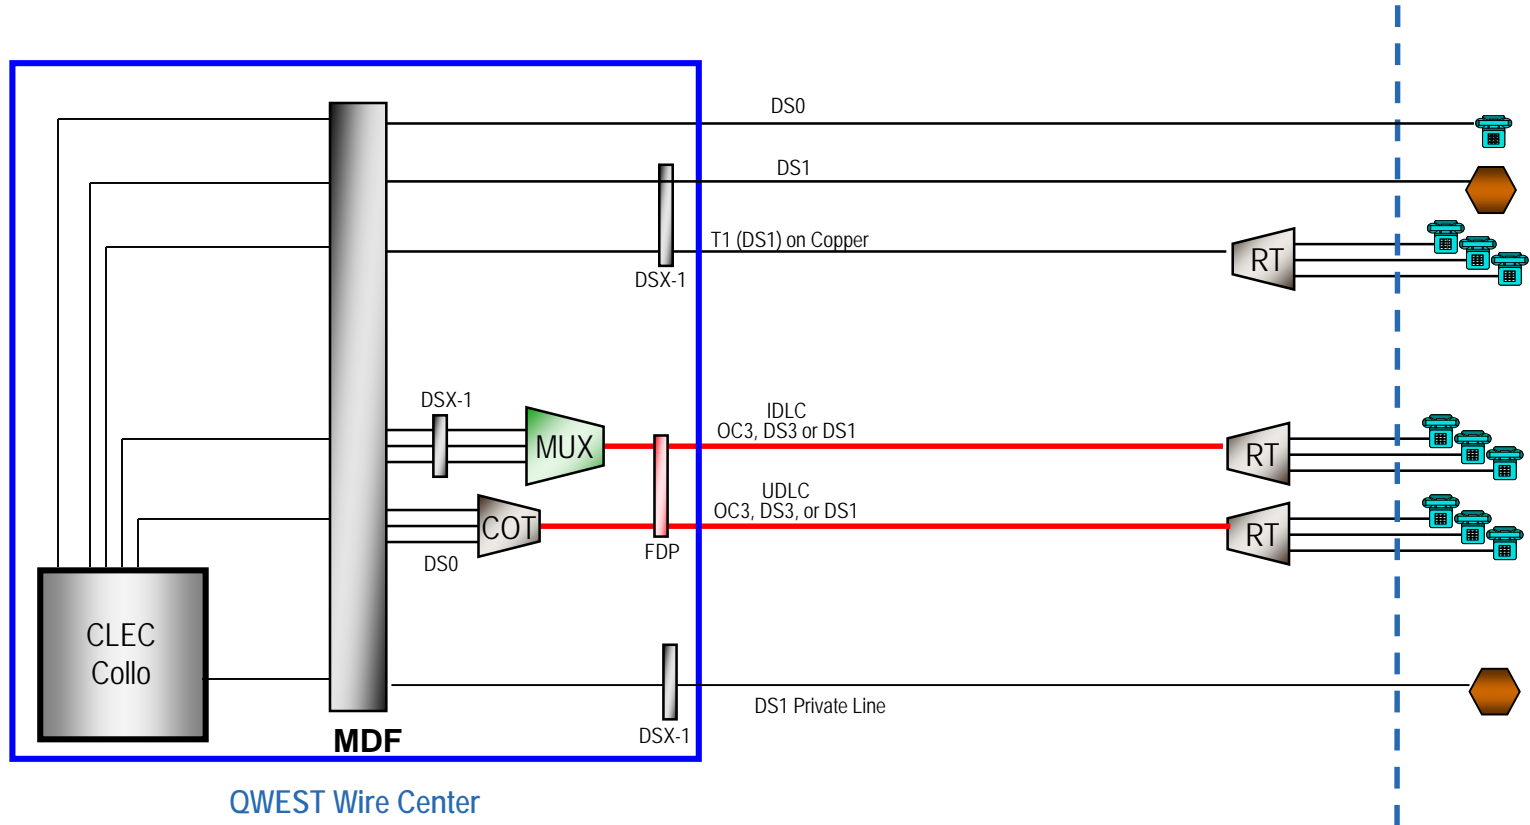 DS0
DS1
T1 (DS1) on Copper
RT
DSX-1
DSX-1
MUX
IDLC
OC3, DS3 or DS1
RT
COT
DS0
FDP
UDLC
OC3, DS3, or DS1
RT
CLEC
Collo
MDF
DSX-1
DS1 Private Line
QWEST Wire Center